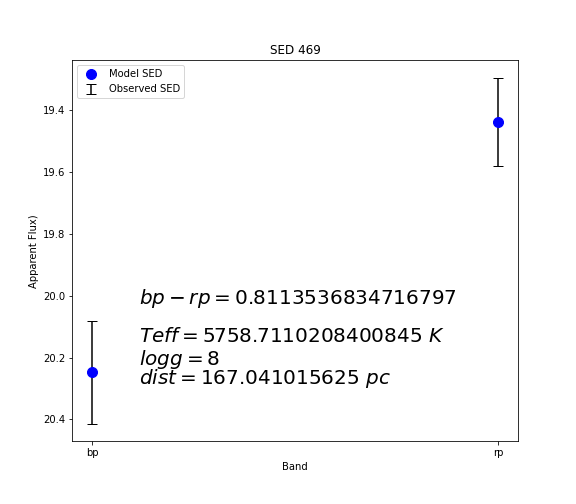 SED 469
Model SED
Observed SED
19.4
19.6
19.8
20.0
20.2
20.4
Apparent Flux)
bp − rp = 0.8113536834716797
Teff = 5758.7110208400845 K
logg = 8
dist = 167.041015625 pc
bp
rp
Band